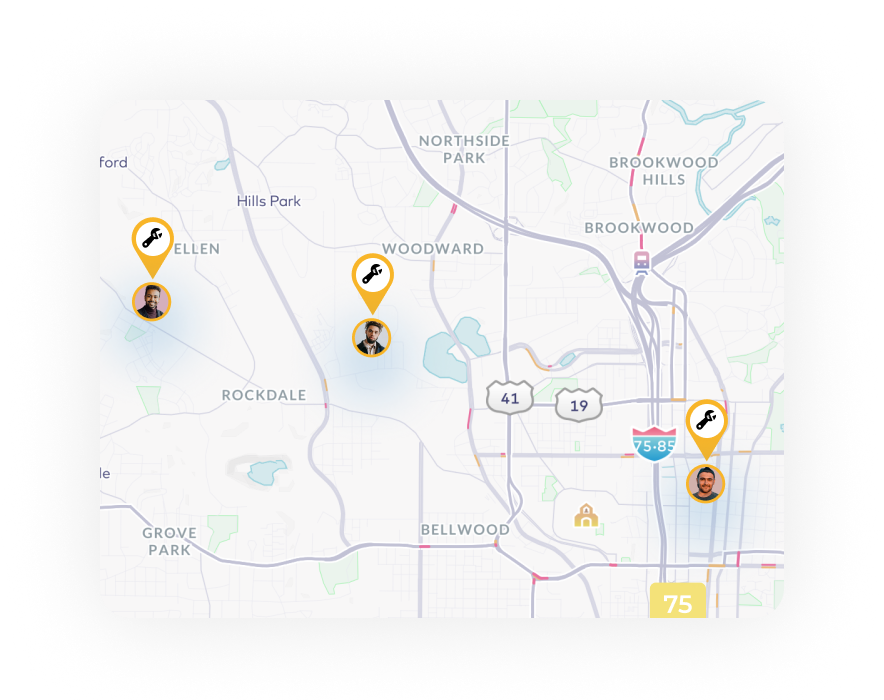 NORTHSIDE
PARK
ford
BROOKWOOD
HILLS
Hills Park
BROOKWOOD
ELLEN
WOODWARD
ROCKDALE
41
19
75-85
le
BELLWOOD
GROVE
PARK
75